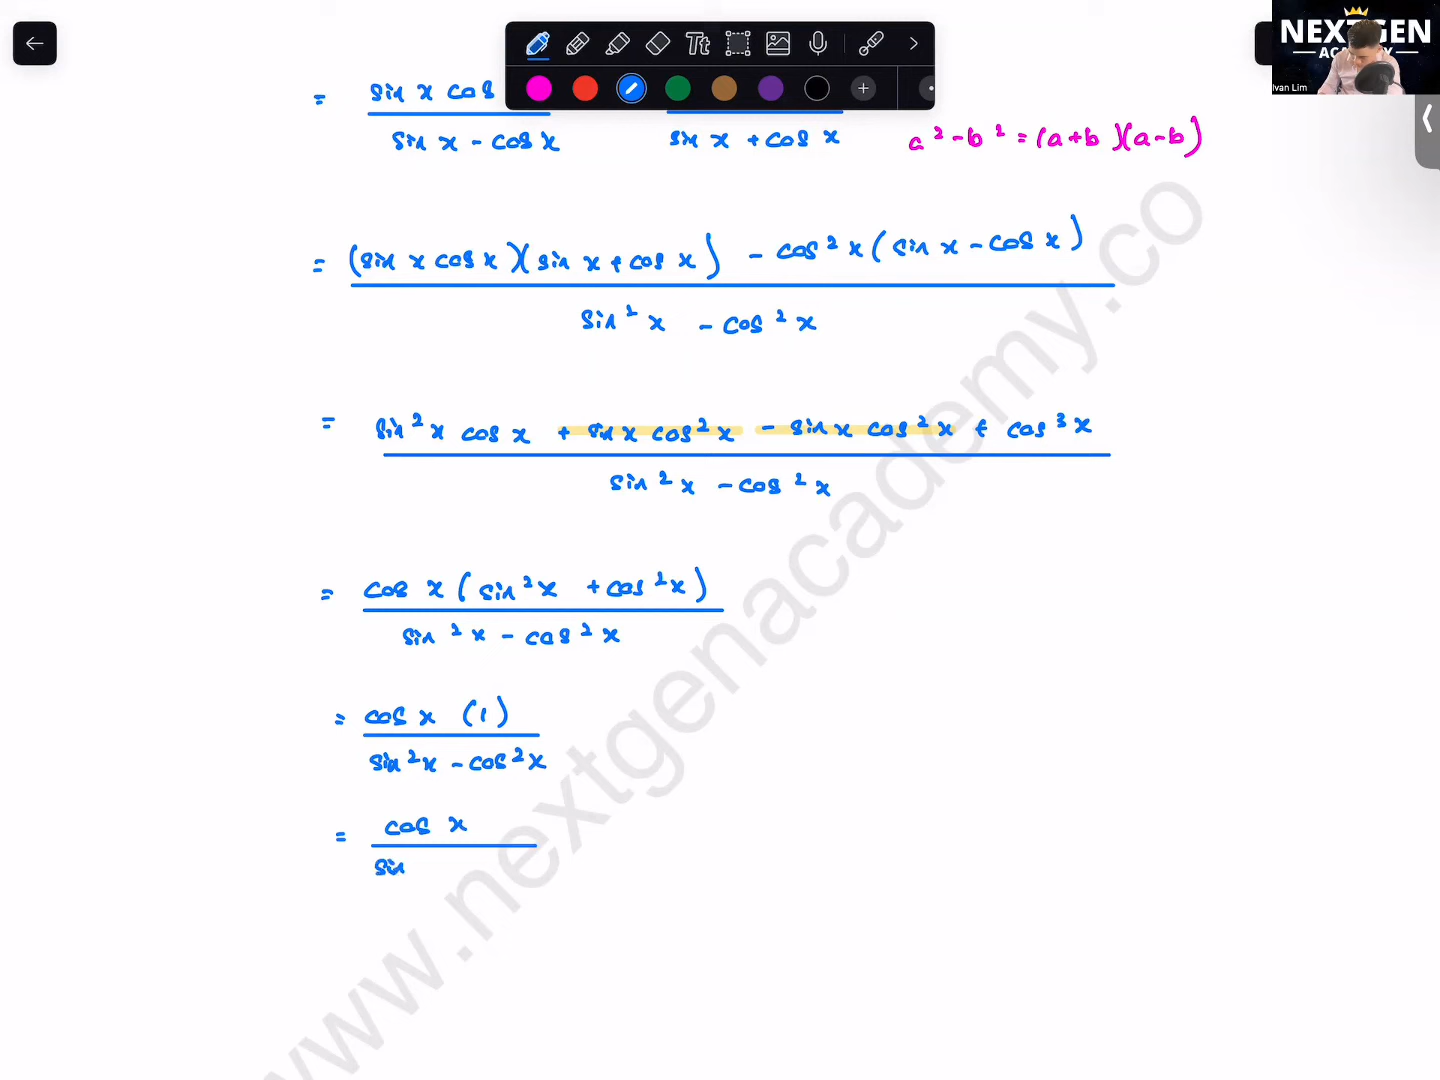 NEXTGEN
ACADEMY
Ivan Lim
Tt
= sin x cos
sin x - cos x
sin x + cos x
a² - b² = (a+b)(a-b)
= (sin x cos x)(sin x + cos x) - cos² x (sin x - cos x)
sin² x - cos² x
= sin² x cos x + sin x cos² x - sin x cos² x + cos³ x
sin² x - cos² x
= cos x (sin² x + cos² x)
sin² x - cos² x
= cos x (1)
sin² x - cos² x
= cos x
sin
www.nextgenacademy.co